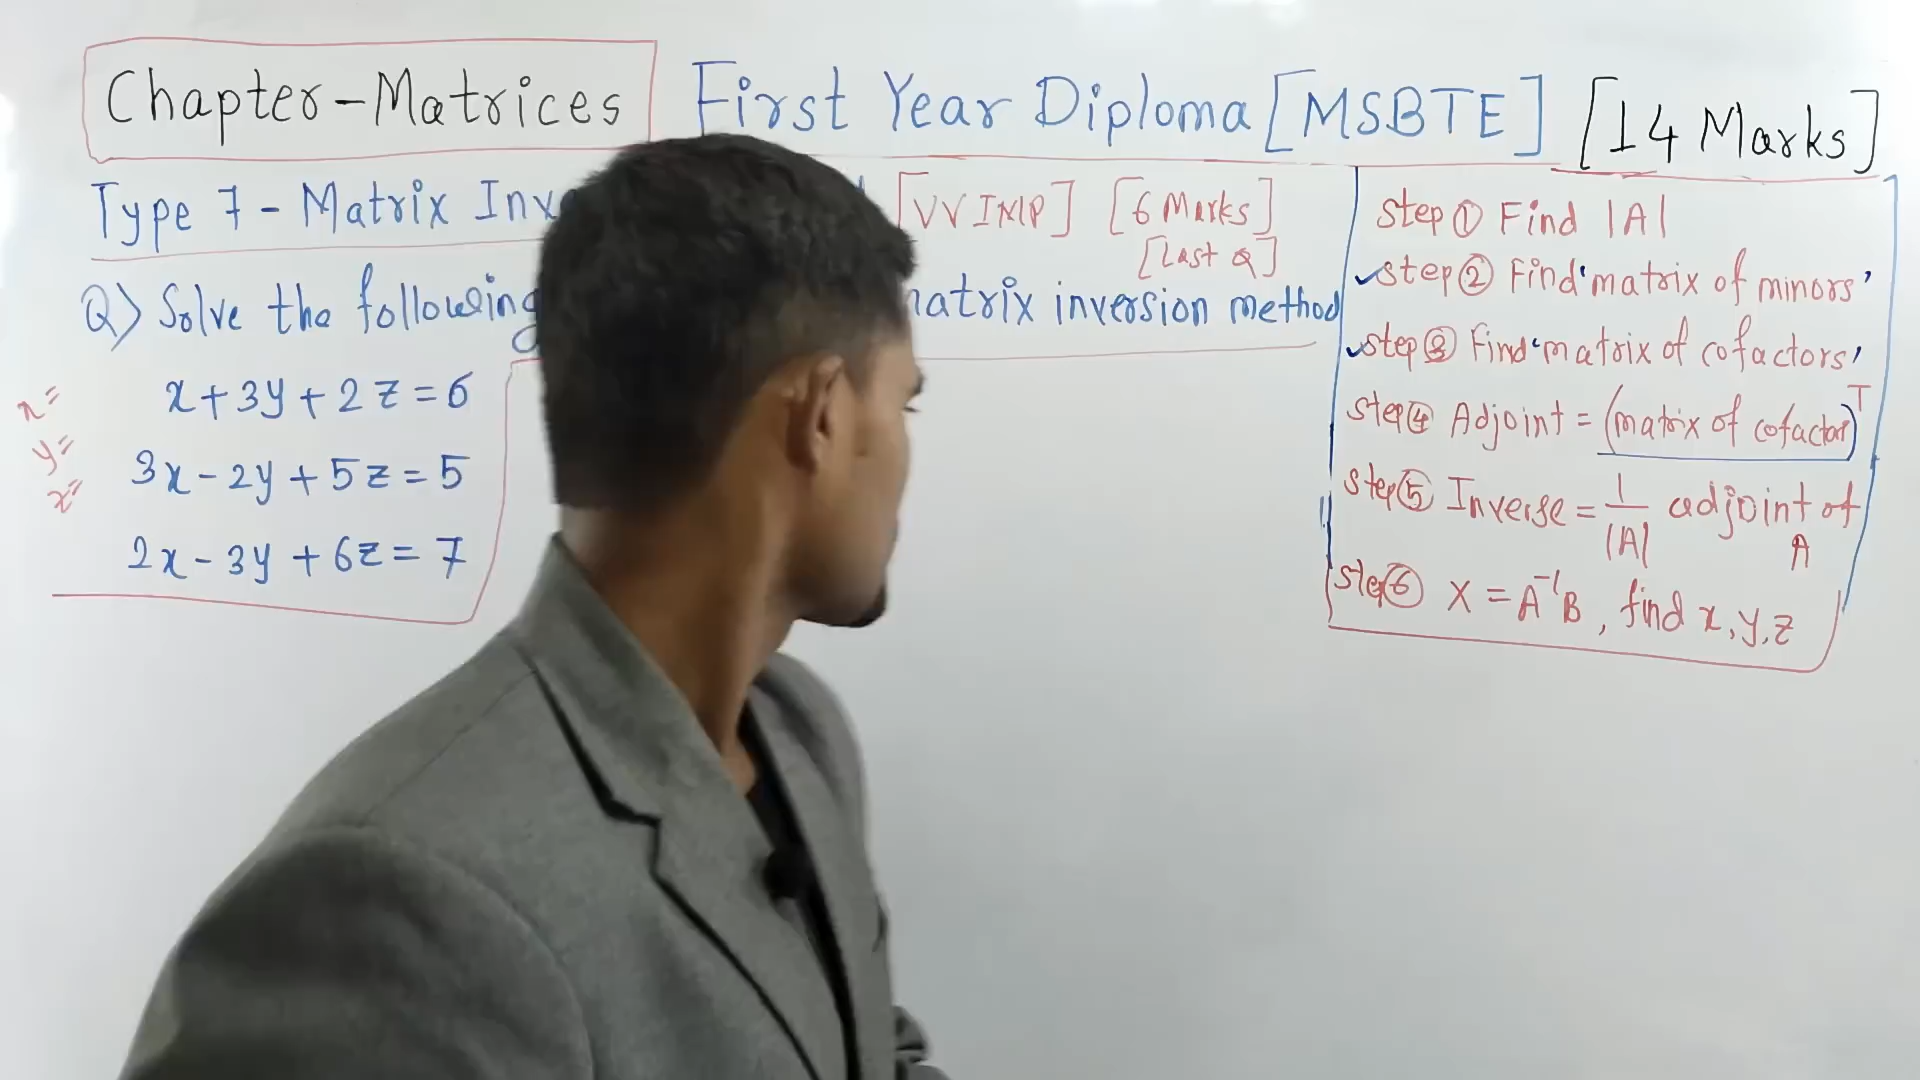 Chapter-Matrices First Year Diploma [MSBTE] [14 Marks]
Type 7 - Matrix Inv [VVIMP] [6 Marks]
[Last Q]
Q) Solve the following matrix inversion method
x+3y+2z=6
3x-2y+5z=5
2x-3y+6z=7
x=
y=
x=
Step ① Find |A|
✓step ② Find 'matrix of minors'
✓step ③ Find 'matrix of cofactors'
step ④ Adjoint = (matrix of cofactor)ᵀ
step ⑤ Inverse = 1/|A| adjoint of A
step ⑥ X = A⁻¹B, find x, y, z